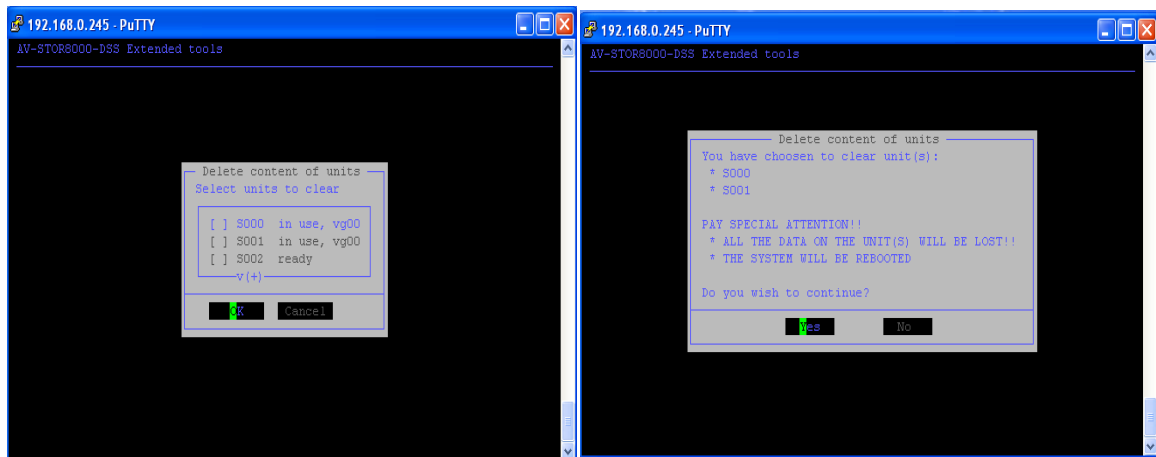 192.168.0.245 - PuTTY
AV-STOR8000-DSS Extended tools
Delete content of units
Select units to clear
[ ] S000 in use, vg00
[ ] S001 in use, vg00
[ ] S002 ready
v(+)
OK Cancel
192.168.0.245 - PuTTY
AV-STOR8000-DSS Extended tools
Delete content of units
You have choosen to clear unit(s):
* S000
* S001
PAY SPECIAL ATTENTION!!
* ALL THE DATA ON THE UNIT(S) WILL BE LOST!!
* THE SYSTEM WILL BE REBOOTED
Do you wish to continue?
Yes No